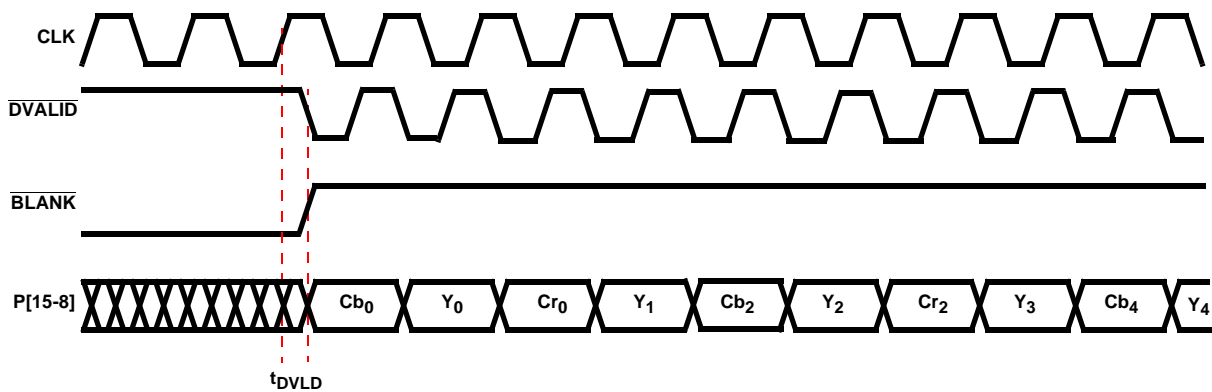 CLK
DVALID
BLANK
P[15-8] Cb0 Y0 Cr0 Y1 Cb2 Y2 Cr2 Y3 Cb4 Y4
tDVLD